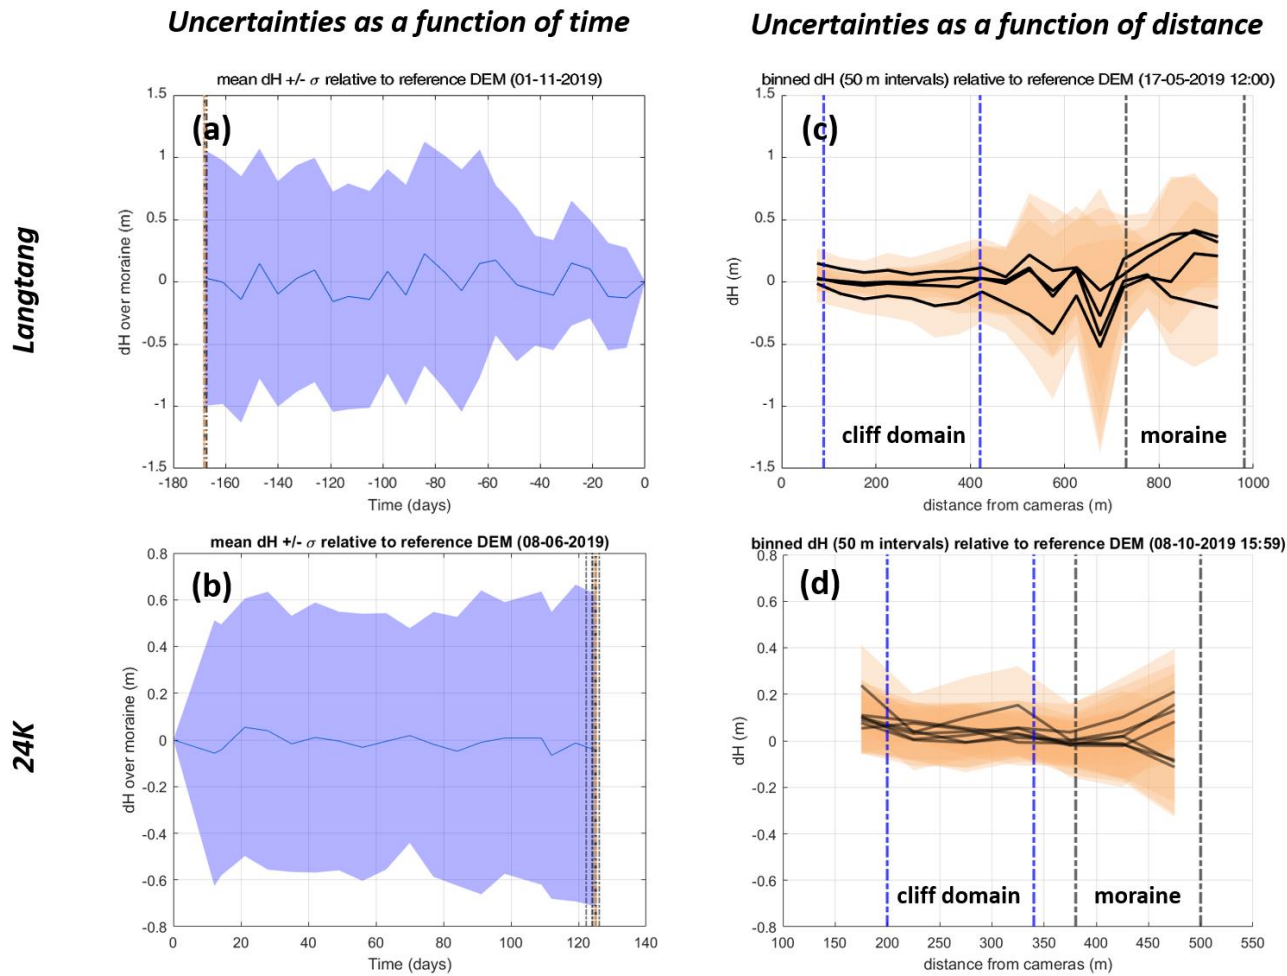 Uncertainties as a function of time
Uncertainties as a function of distance
Langtang
mean dH +/- σ relative to reference DEM (01-11-2019)
(a)
dH over moraine (m)
1.5
1
0.5
0
-0.5
-1
-1.5
-180 -160 -140 -120 -100 -80 -60 -40 -20 0
Time (days)
binned dH (50 m intervals) relative to reference DEM (17-05-2019 12:00)
(c)
dH (m)
1.5
1
0.5
0
-0.5
-1
-1.5
cliff domain
moraine
0 200 400 600 800 1000
distance from cameras (m)
24K
mean dH +/- σ relative to reference DEM (08-06-2019)
(b)
dH over moraine (m)
0.8
0.6
0.4
0.2
0
-0.2
-0.4
-0.6
-0.8
0 20 40 60 80 100 120 140
Time (days)
binned dH (50 m intervals) relative to reference DEM (08-10-2019 15:59)
(d)
dH (m)
0.8
0.6
0.4
0.2
0
-0.2
-0.4
-0.6
-0.8
cliff domain
moraine
100 150 200 250 300 350 400 450 500 550
distance from cameras (m)